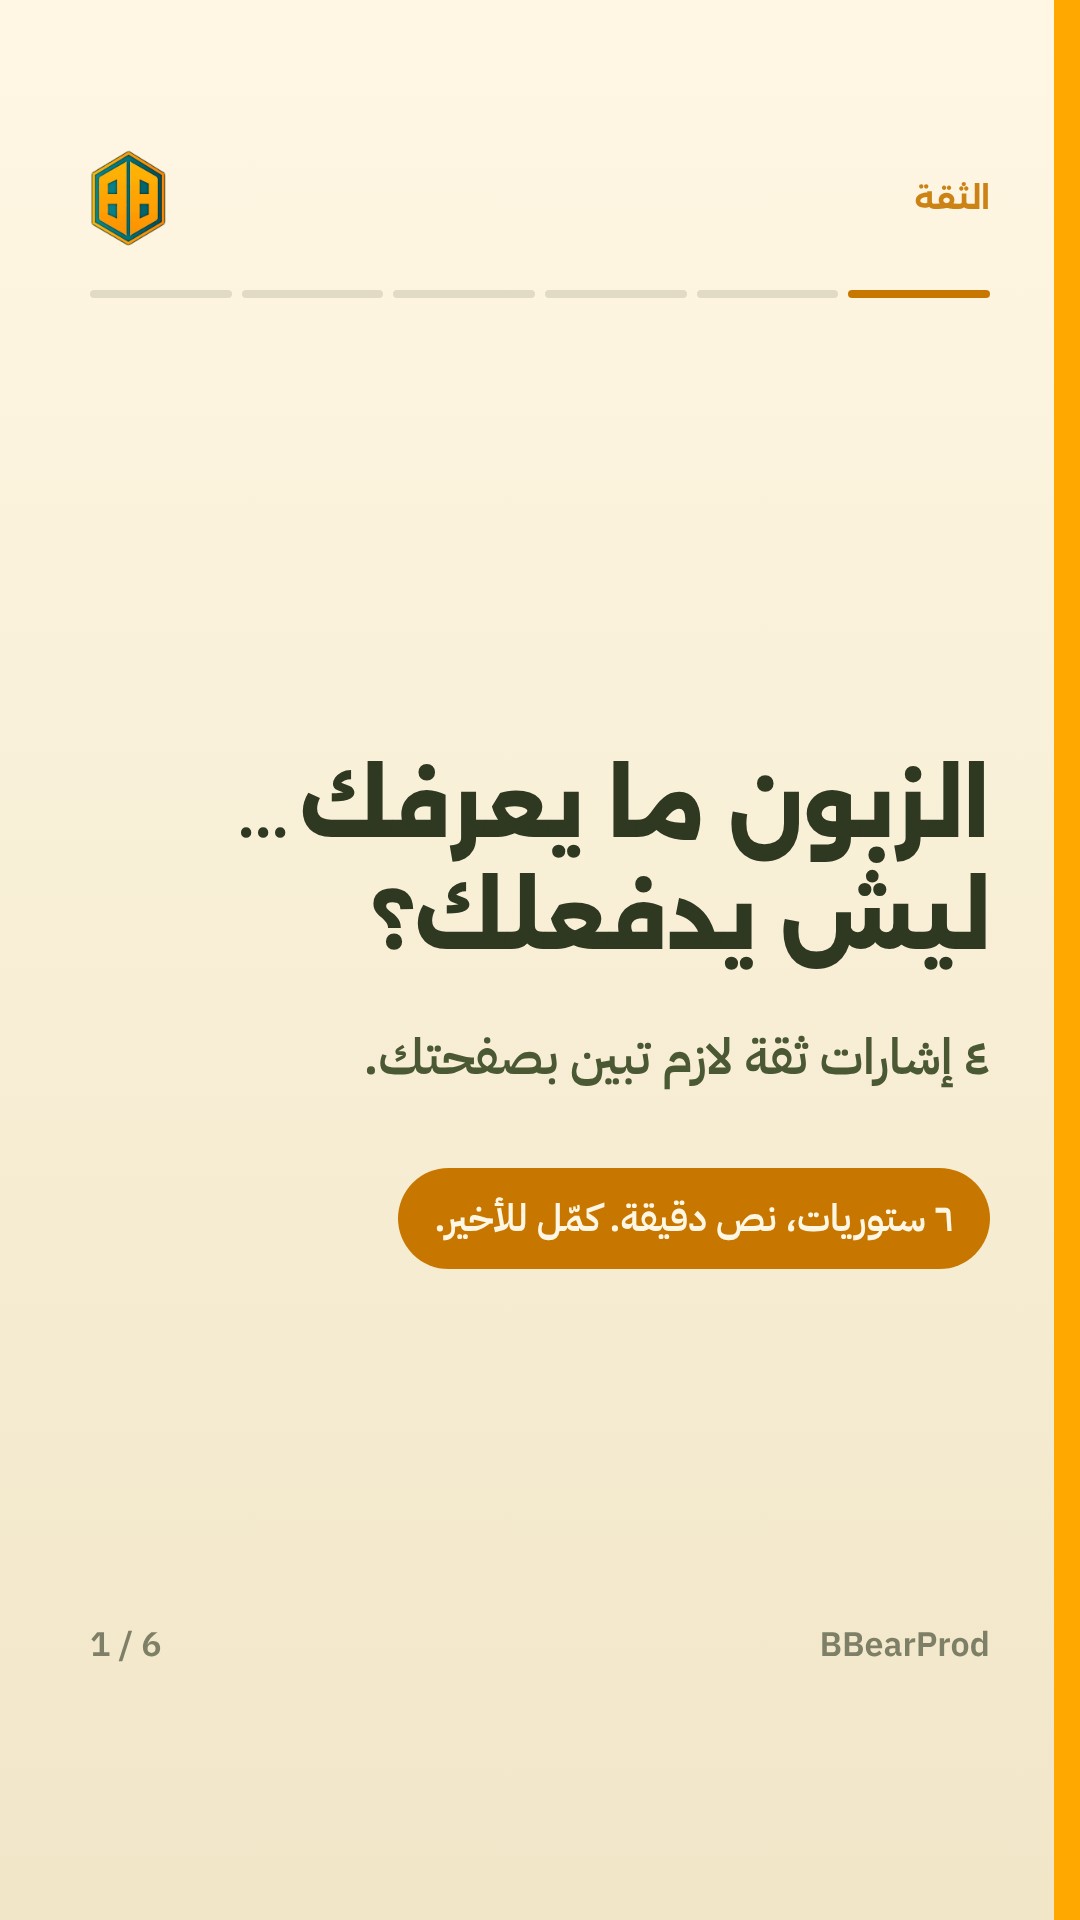 الثقة
الزبون ما يعرفك...
ليش يدفعلك؟
٤ إشارات ثقة لازم تبين بصفحتك.
٦ ستوريات، نص دقيقة. كمّل للأخير.
BBearProd
1 / 6